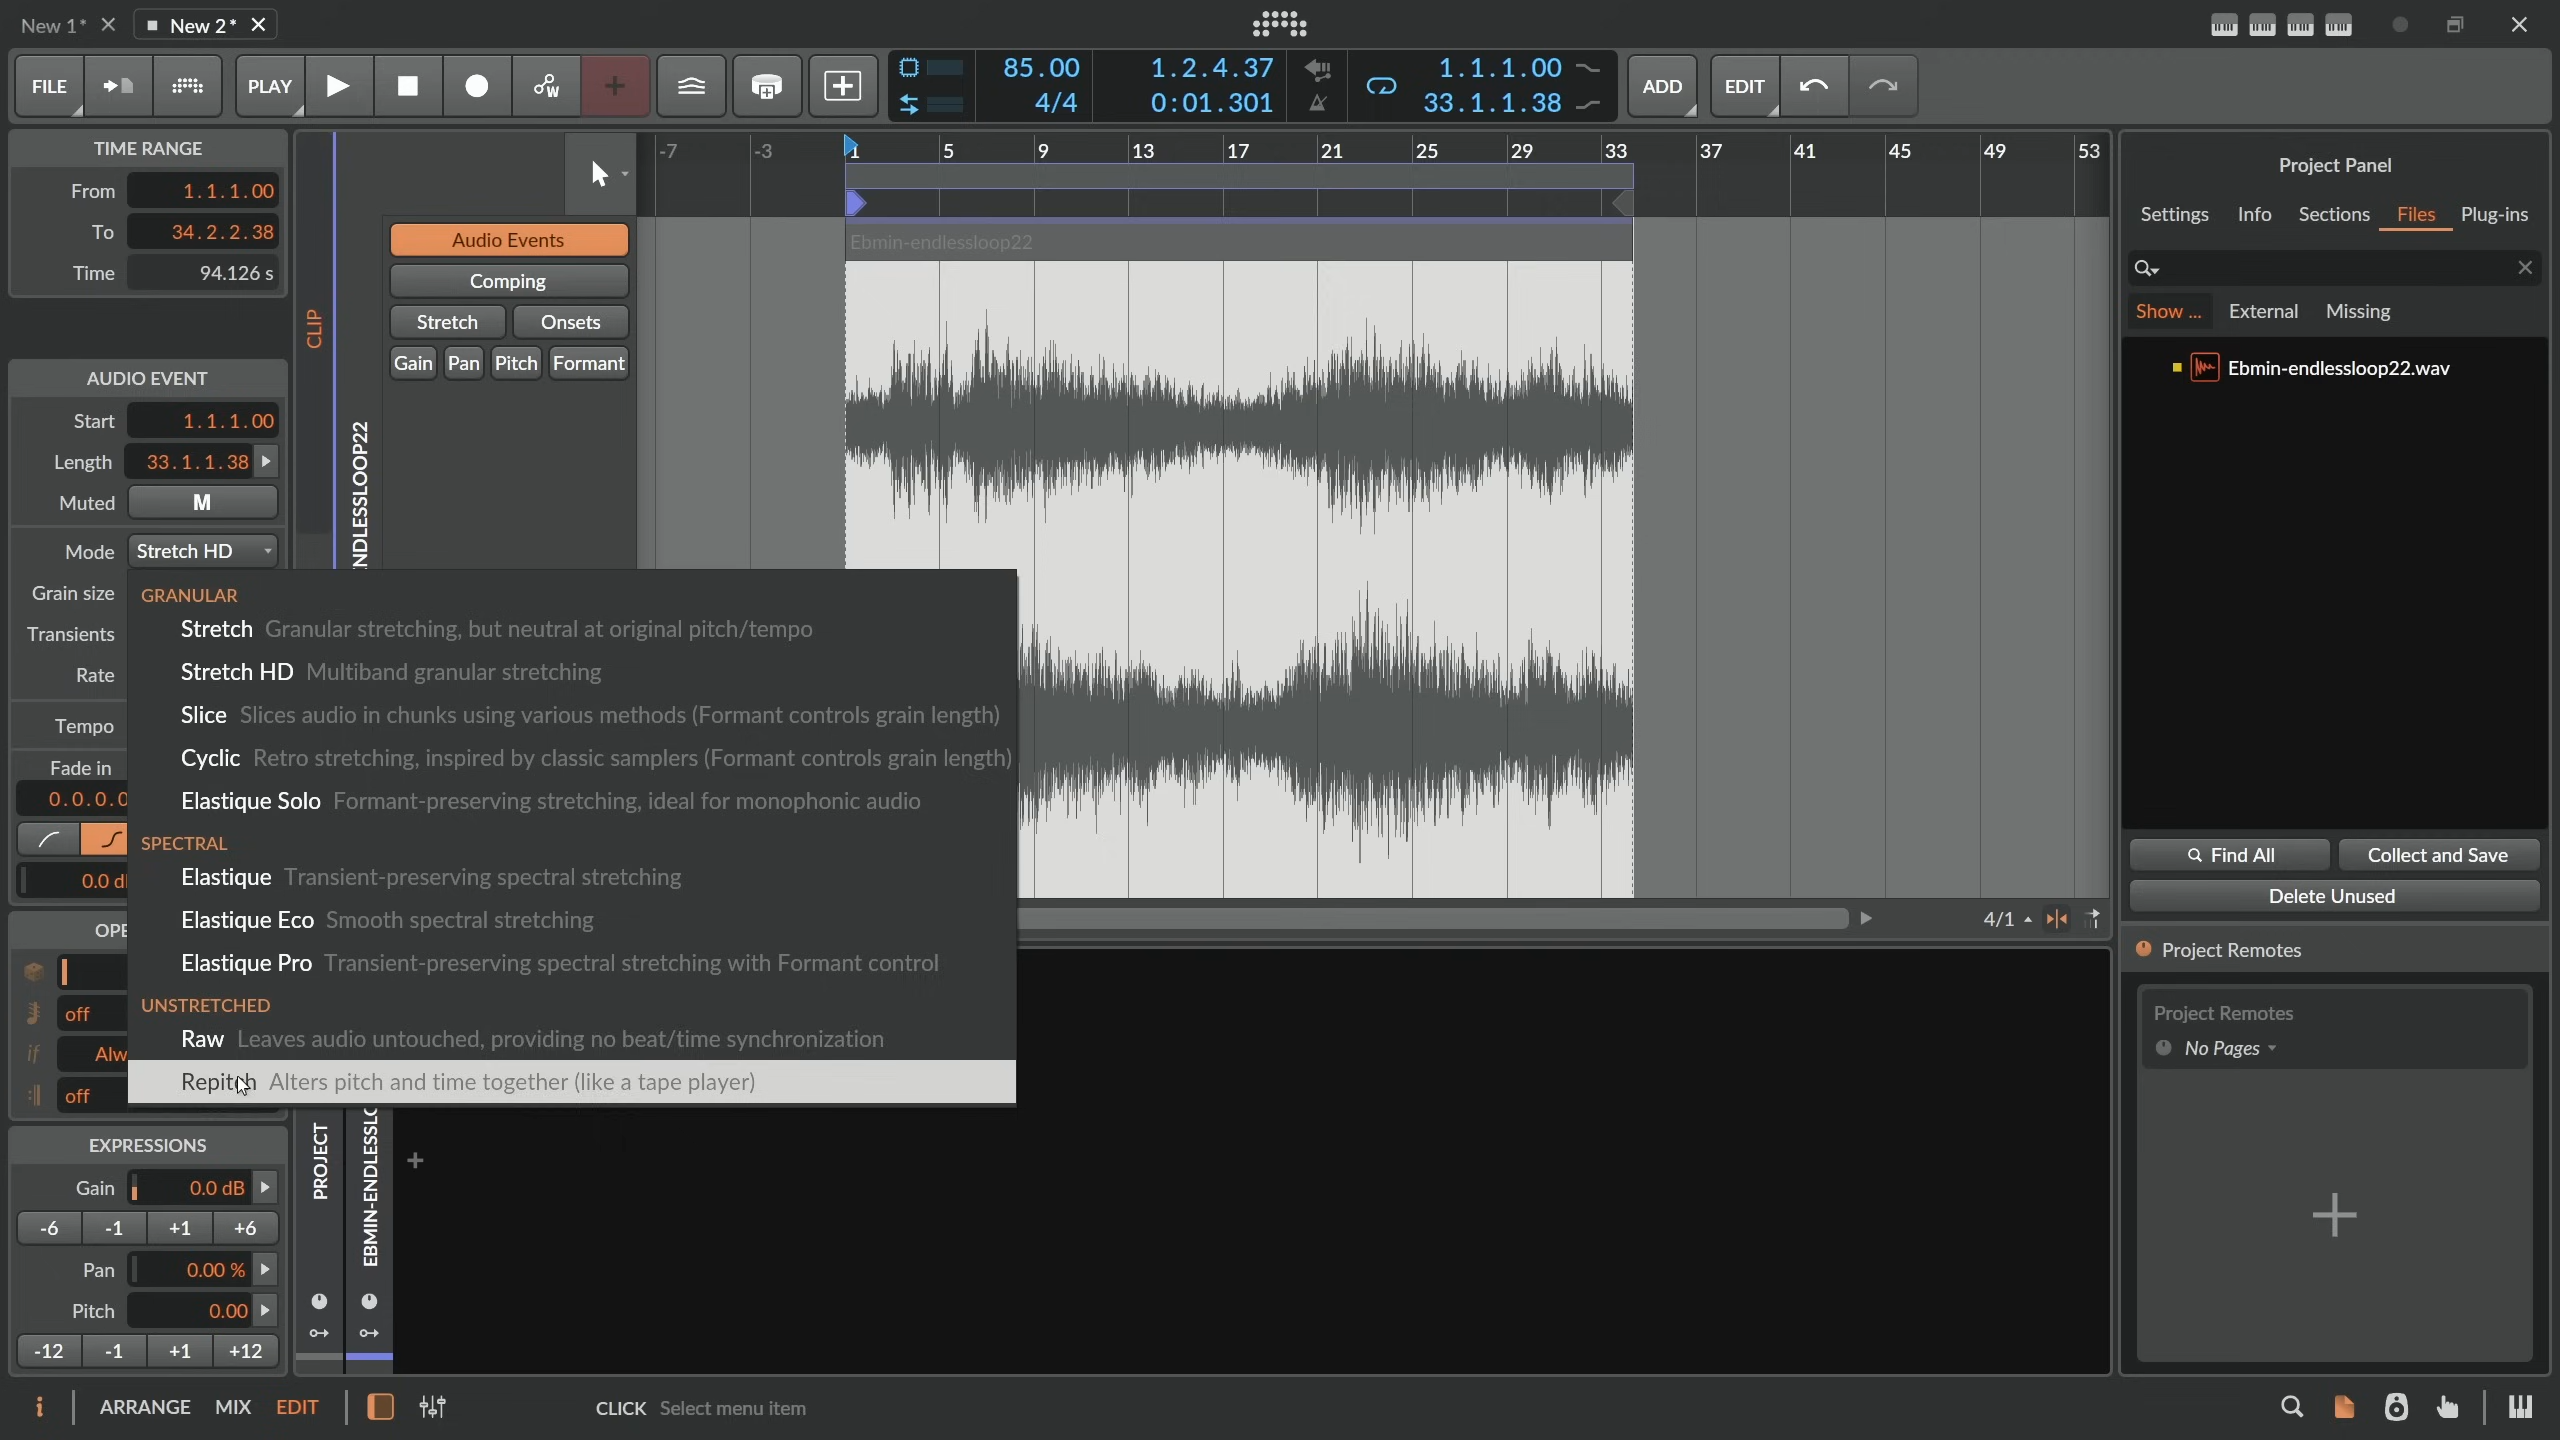 New 1*
New 2*
FILE
PLAY
85.00
4/4
1.2.4.37
0:01.301
1.1.1.00
33.1.1.38
ADD
EDIT
TIME RANGE
From 1.1.1.00
To 34.2.2.38
Time 94.126 s
AUDIO EVENT
Start 1.1.1.00
Length 33.1.1.38
Muted M
Mode Stretch HD
Grain size
Transients
Rate
Tempo
Fade in
0.0.0.0
0.0 d
OPE
off
if Alw
off
EXPRESSIONS
Gain 0.0 dB
-6 -1 +1 +6
Pan 0.00 %
Pitch 0.00
-12 -1 +1 +12
CLIP
NDLESSLOOP22
Audio Events
Comping
Stretch Onsets
Gain Pan Pitch Formant
-7 -3 1 5 9 13 17 21 25 29 33 37 41 45 49 53
Ebmin-endlessloop22
GRANULAR
Stretch Granular stretching, but neutral at original pitch/tempo
Stretch HD Multiband granular stretching
Slice Slices audio in chunks using various methods (Formant controls grain length)
Cyclic Retro stretching, inspired by classic samplers (Formant controls grain length)
Elastique Solo Formant-preserving stretching, ideal for monophonic audio
SPECTRAL
Elastique Transient-preserving spectral stretching
Elastique Eco Smooth spectral stretching
Elastique Pro Transient-preserving spectral stretching with Formant control
UNSTRETCHED
Raw Leaves audio untouched, providing no beat/time synchronization
Repitch Alters pitch and time together (like a tape player)
4/1
PROJECT
EBMIN-ENDLESSLO
Project Panel
Settings Info Sections Files Plug-ins
Show ... External Missing
Ebmin-endlessloop22.wav
Find All
Collect and Save
Delete Unused
Project Remotes
Project Remotes
No Pages
i ARRANGE MIX EDIT
CLICK Select menu item